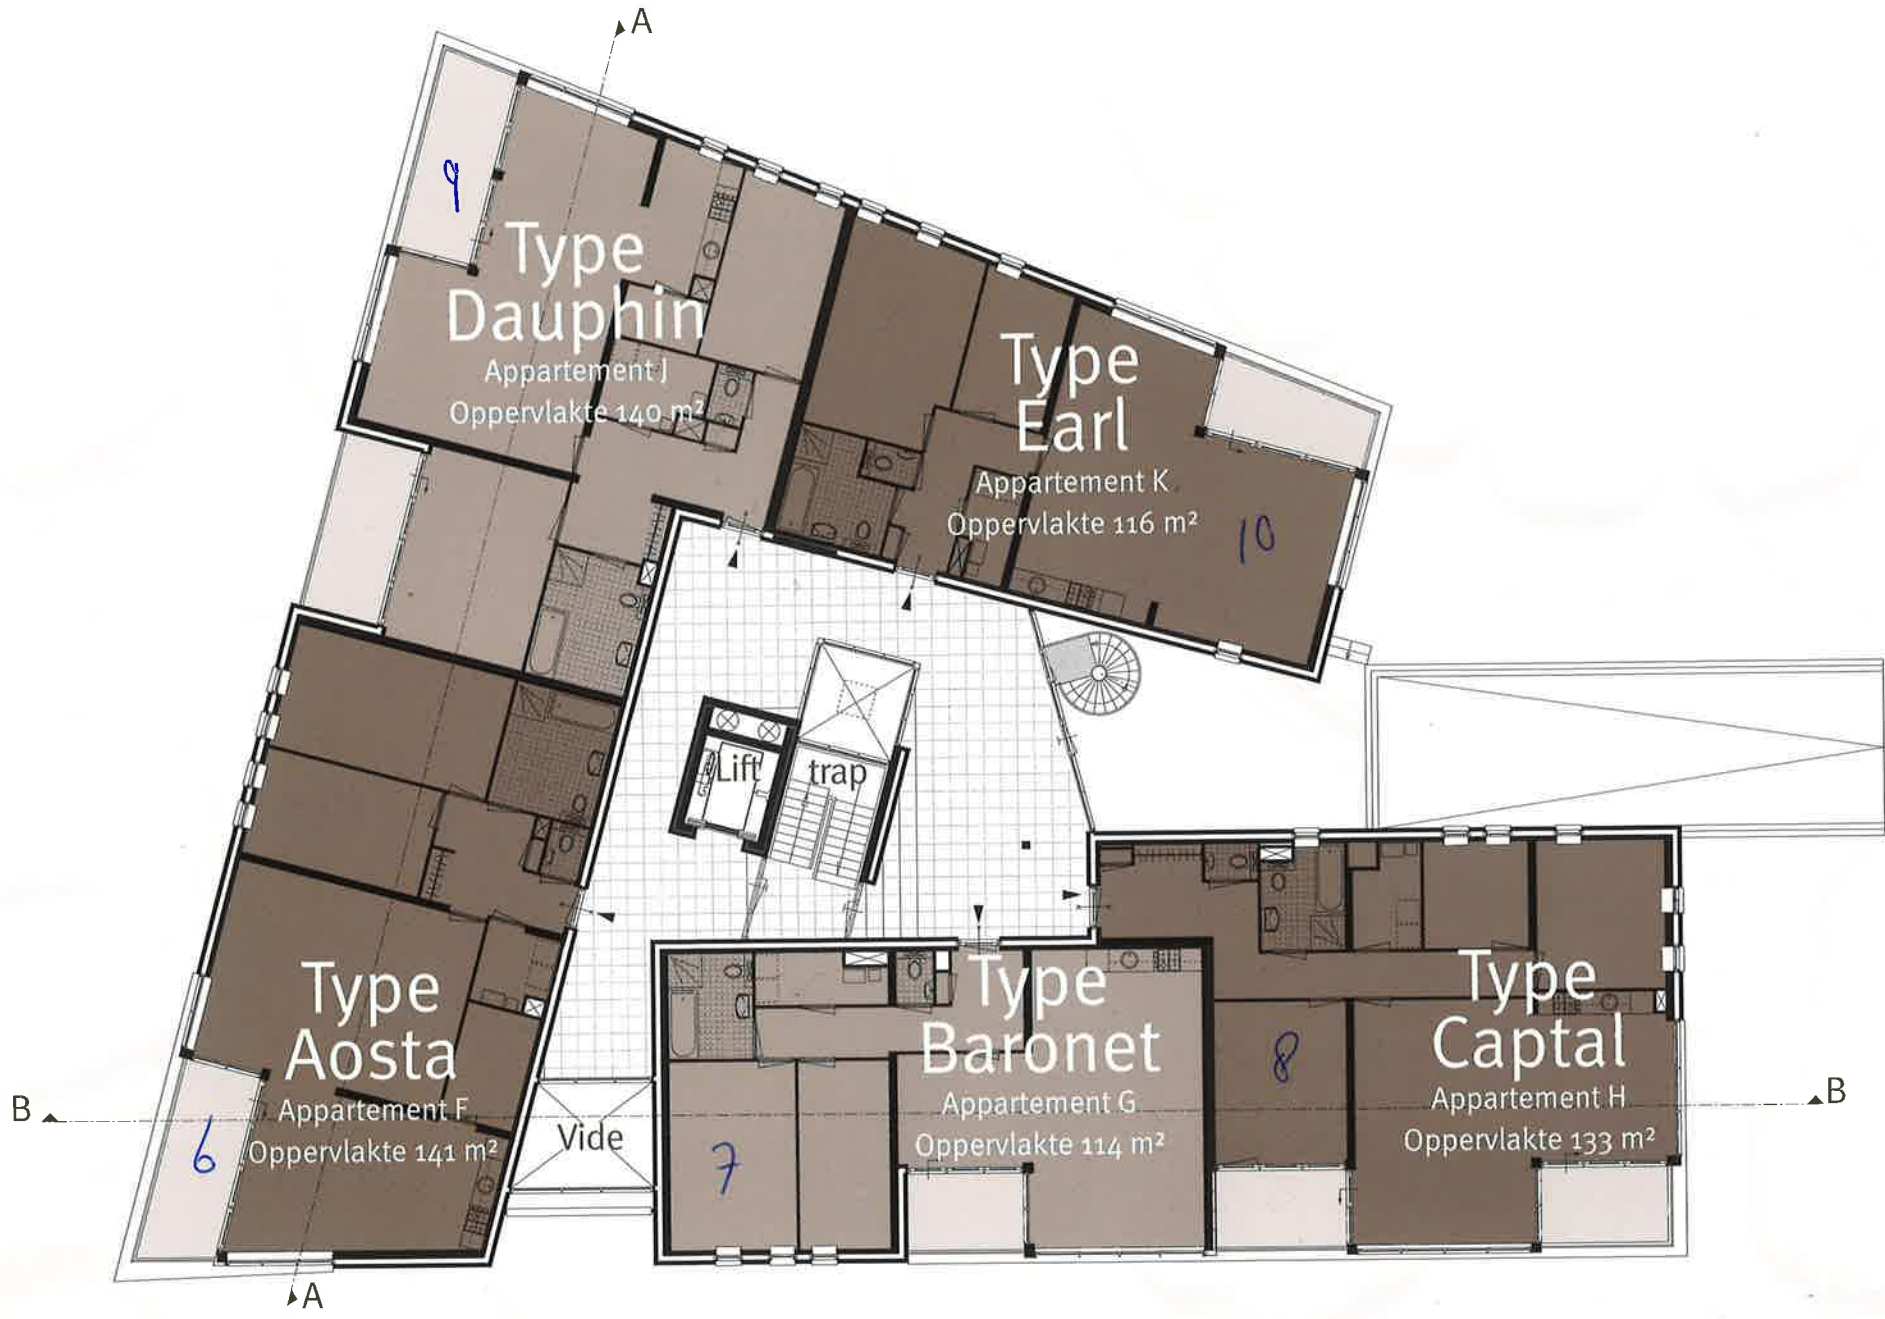 A
9
Type
Dauphin
Appartement J
Oppervlakte 140 m²
Type
Earl
Appartement K
Oppervlakte 116 m²
10
Lift
trap
Type
Aosta
Appartement F
Oppervlakte 141 m²
6
Vide
Type
Baronet
Appartement G
Oppervlakte 114 m²
7
Type
Captal
Appartement H
Oppervlakte 133 m²
8
B
B
A